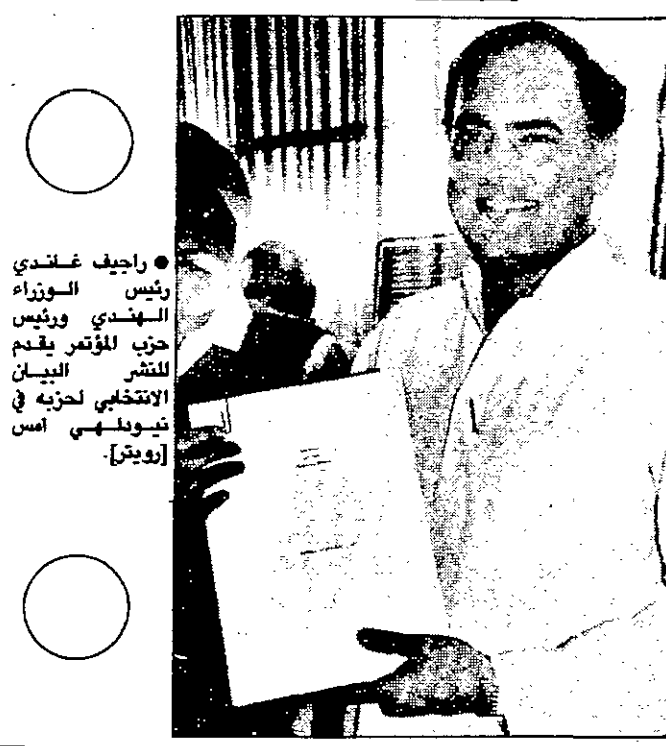 ● راجيف غاندي
رئيس الوزراء
الهندي ورئيس
حزب المؤتمر يقدم
للنشر البيان
الانتخابي لحزبه في
نيودلهي امس
[رويتر].